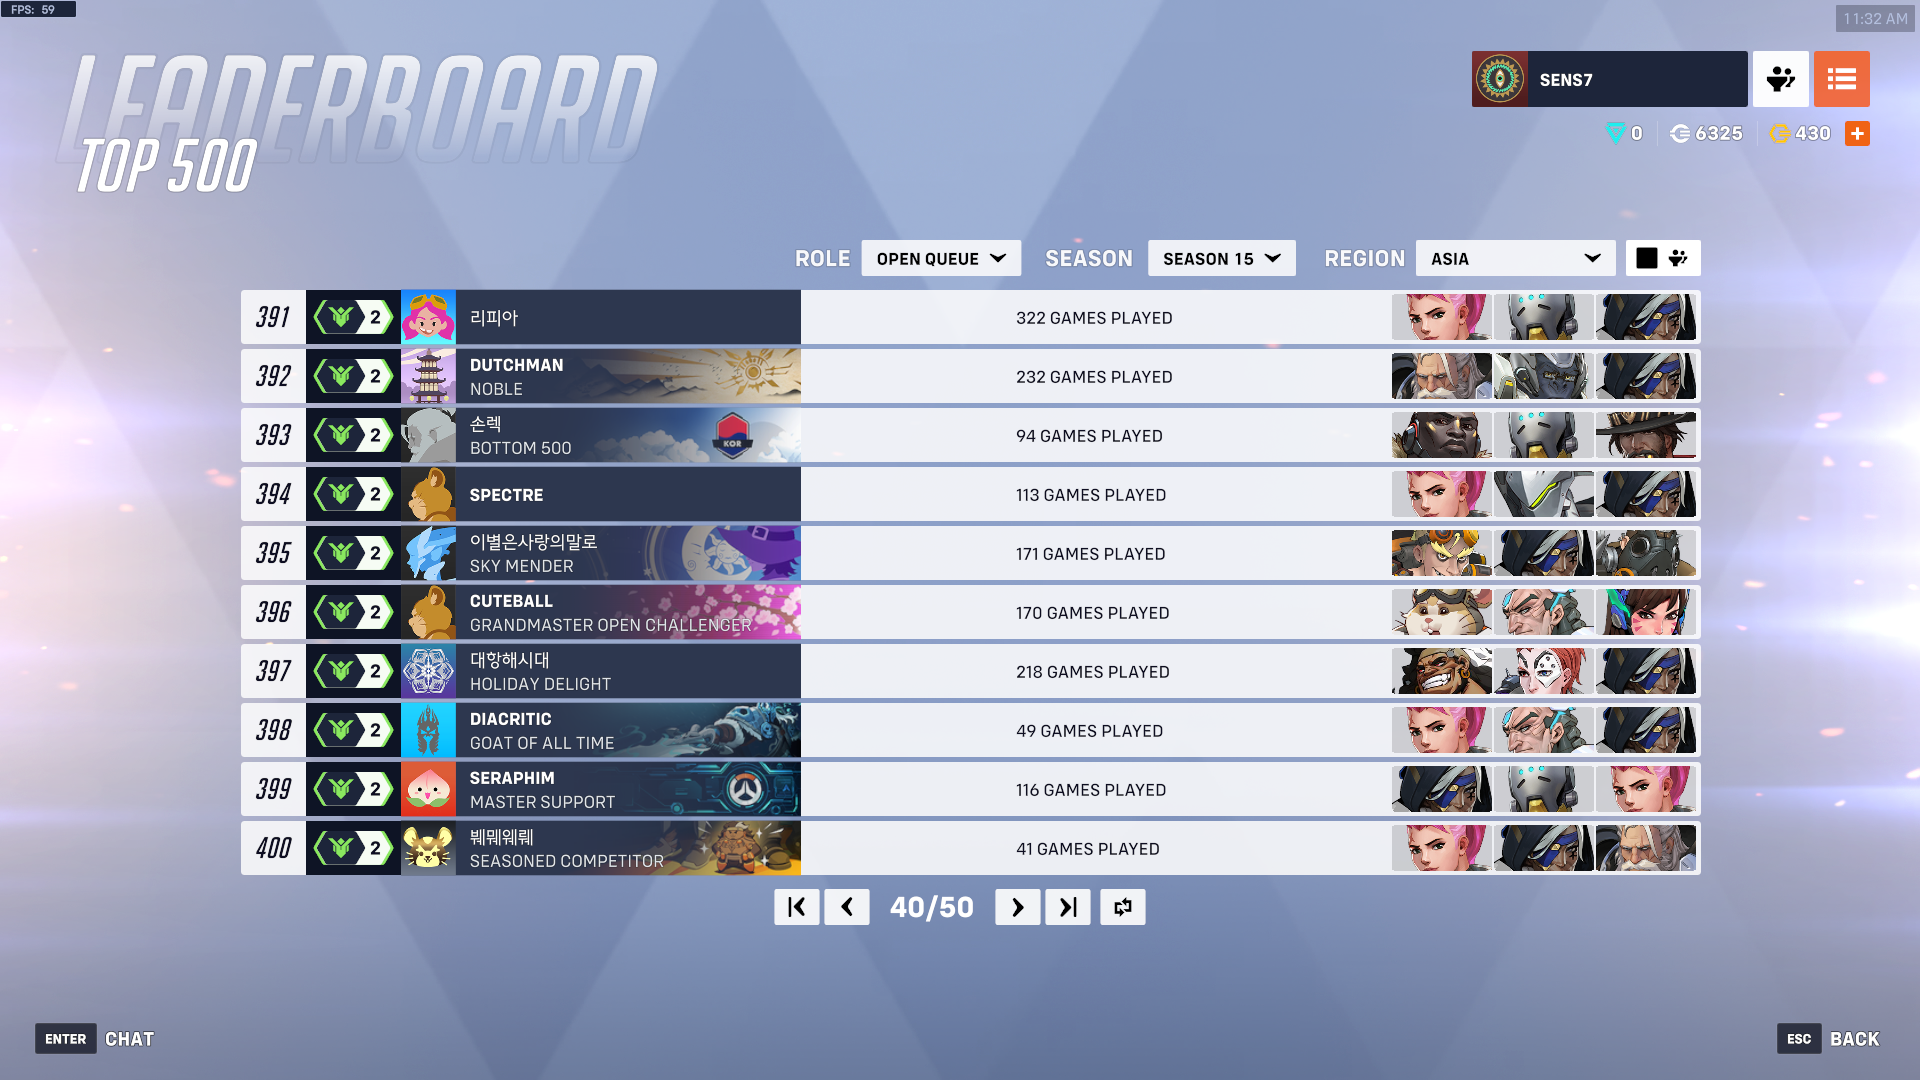 FPS: 59
11:32 AM
LEADERBOARD
TOP 500
SENS7
0
6325
430
ROLE
OPEN QUEUE
SEASON
SEASON 15
REGION
ASIA
391
2
리피아
322 GAMES PLAYED
392
2
DUTCHMAN
NOBLE
232 GAMES PLAYED
393
2
손렉
BOTTOM 500
KOR
94 GAMES PLAYED
394
2
SPECTRE
113 GAMES PLAYED
395
2
이별은사랑의말로
SKY MENDER
171 GAMES PLAYED
396
2
CUTEBALL
GRANDMASTER OPEN CHALLENGER
170 GAMES PLAYED
397
2
대항해시대
HOLIDAY DELIGHT
218 GAMES PLAYED
398
2
DIACRITIC
GOAT OF ALL TIME
49 GAMES PLAYED
399
2
SERAPHIM
MASTER SUPPORT
116 GAMES PLAYED
400
2
SEASONED COMPETITOR
41 GAMES PLAYED
40/50
ENTER
CHAT
ESC
BACK